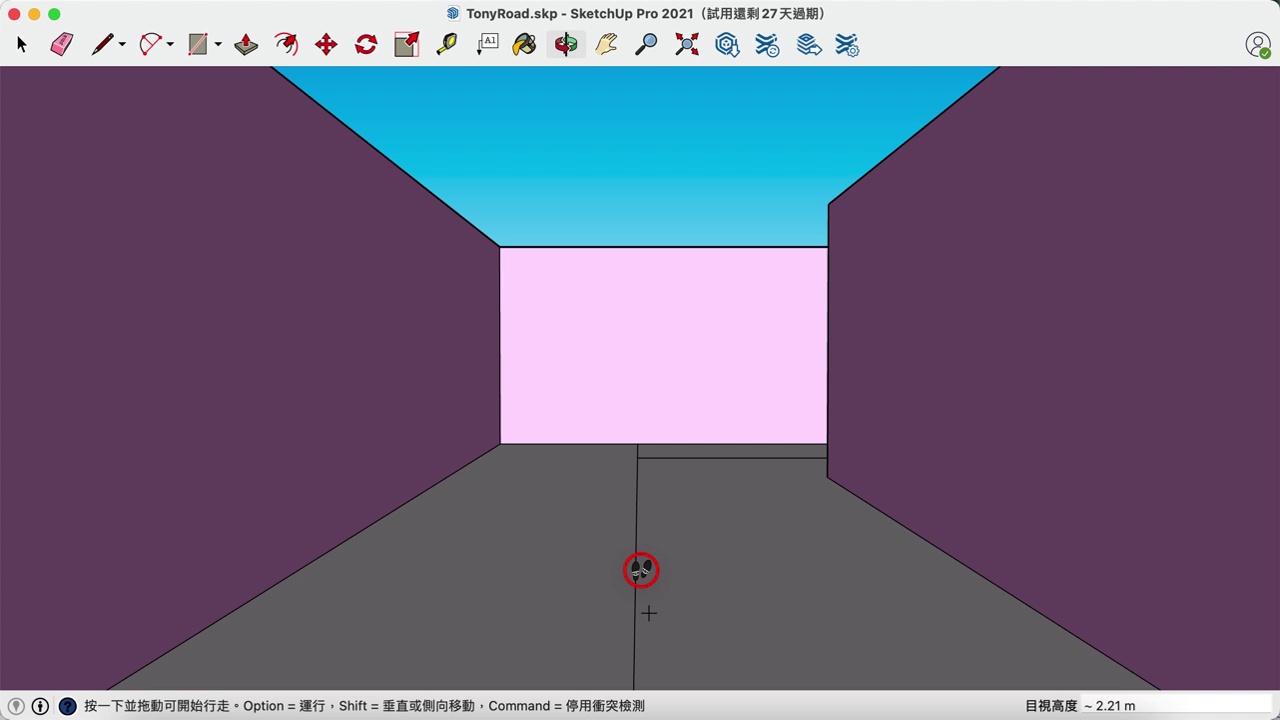 TonyRoad.skp - SketchUp Pro 2021（試用還剩 27 天過期）
A1
按一下並拖動可開始行走。Option = 運行，Shift = 垂直或側向移動，Command = 停用衝突檢測
目視高度 ~ 2.21 m